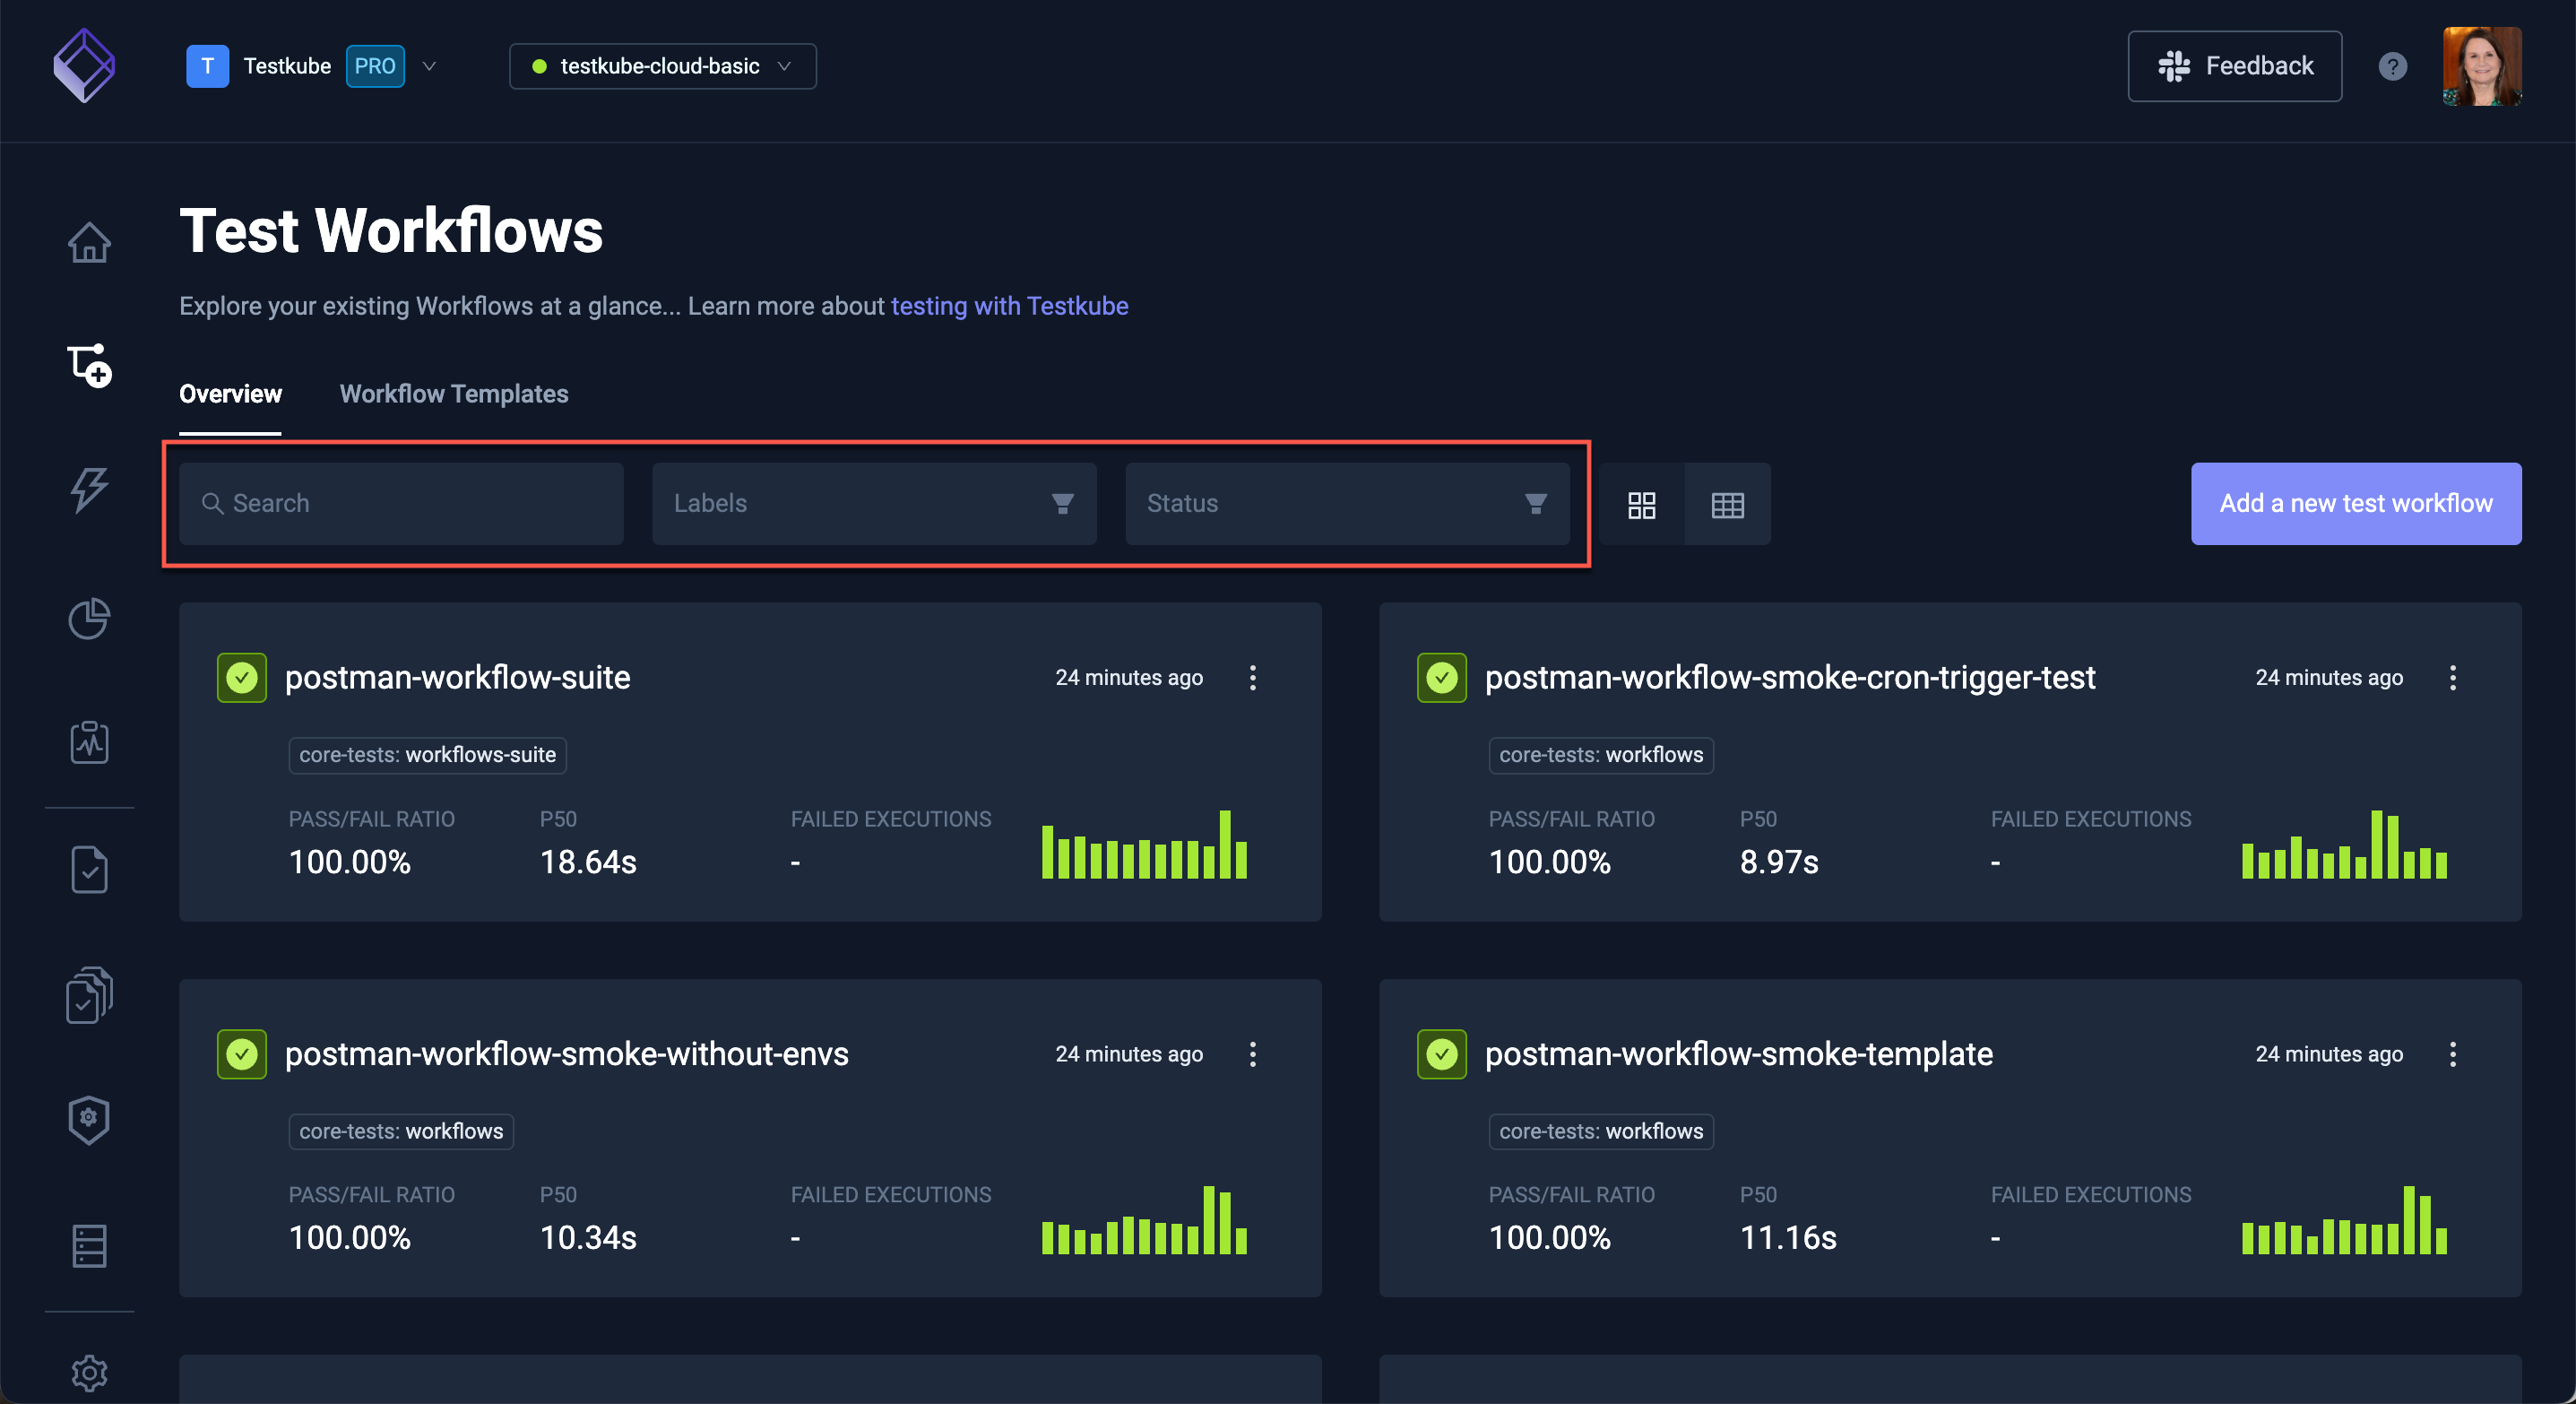 T Testkube PRO testkube-cloud-basic Feedback ?
Test Workflows
Explore your existing Workflows at a glance... Learn more about testing with Testkube
Overview Workflow Templates
Search Labels Status Add a new test workflow
postman-workflow-suite 24 minutes ago
core-tests: workflows-suite
PASS/FAIL RATIO P50 FAILED EXECUTIONS
100.00% 18.64s -
postman-workflow-smoke-cron-trigger-test 24 minutes ago
core-tests: workflows
PASS/FAIL RATIO P50 FAILED EXECUTIONS
100.00% 8.97s -
postman-workflow-smoke-without-envs 24 minutes ago
core-tests: workflows
PASS/FAIL RATIO P50 FAILED EXECUTIONS
100.00% 10.34s -
postman-workflow-smoke-template 24 minutes ago
core-tests: workflows
PASS/FAIL RATIO P50 FAILED EXECUTIONS
100.00% 11.16s -